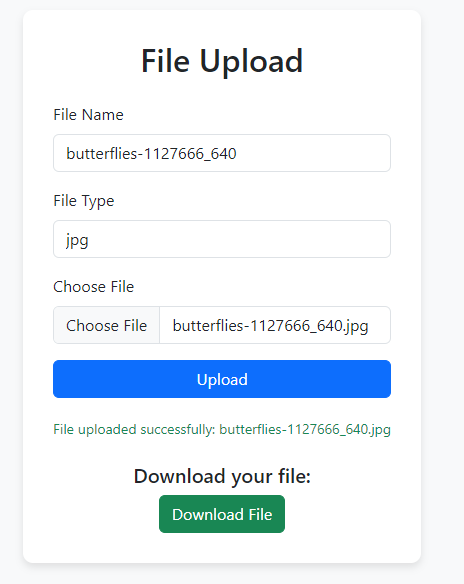 File Upload
File Name
butterflies-1127666_640
File Type
jpg
Choose File
Choose File butterflies-1127666_640.jpg
Upload
File uploaded successfully: butterflies-1127666_640.jpg
Download your file:
Download File